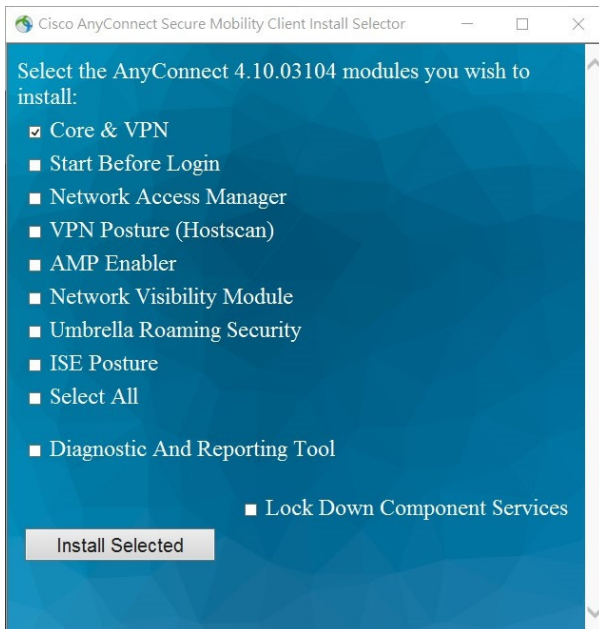 Cisco AnyConnect Secure Mobility Client Install Selector
Select the AnyConnect 4.10.03104 modules you wish to
install:
Core & VPN
Start Before Login
Network Access Manager
VPN Posture (Hostscan)
AMP Enabler
Network Visibility Module
Umbrella Roaming Security
ISE Posture
Select All
Diagnostic And Reporting Tool
Lock Down Component Services
Install Selected